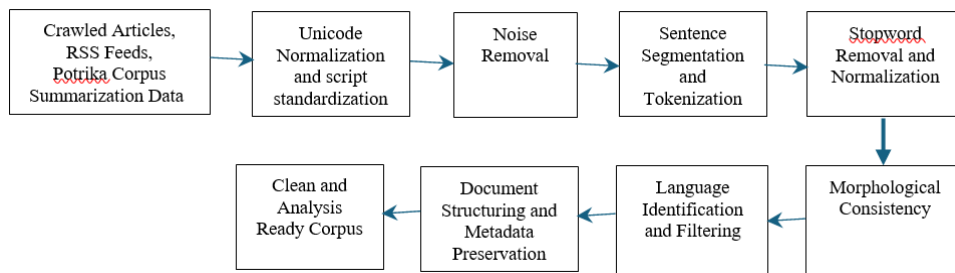 Crawled Articles,
RSS Feeds,
Potrika Corpus
Summarization Data
Unicode
Normalization
and script
standardization
Noise
Removal
Sentence
Segmentation
and
Tokenization
Stopword
Removal and
Normalization
Morphological
Consistency
Language
Identification
and Filtering
Document
Structuring and
Metadata
Preservation
Clean and
Analysis
Ready Corpus